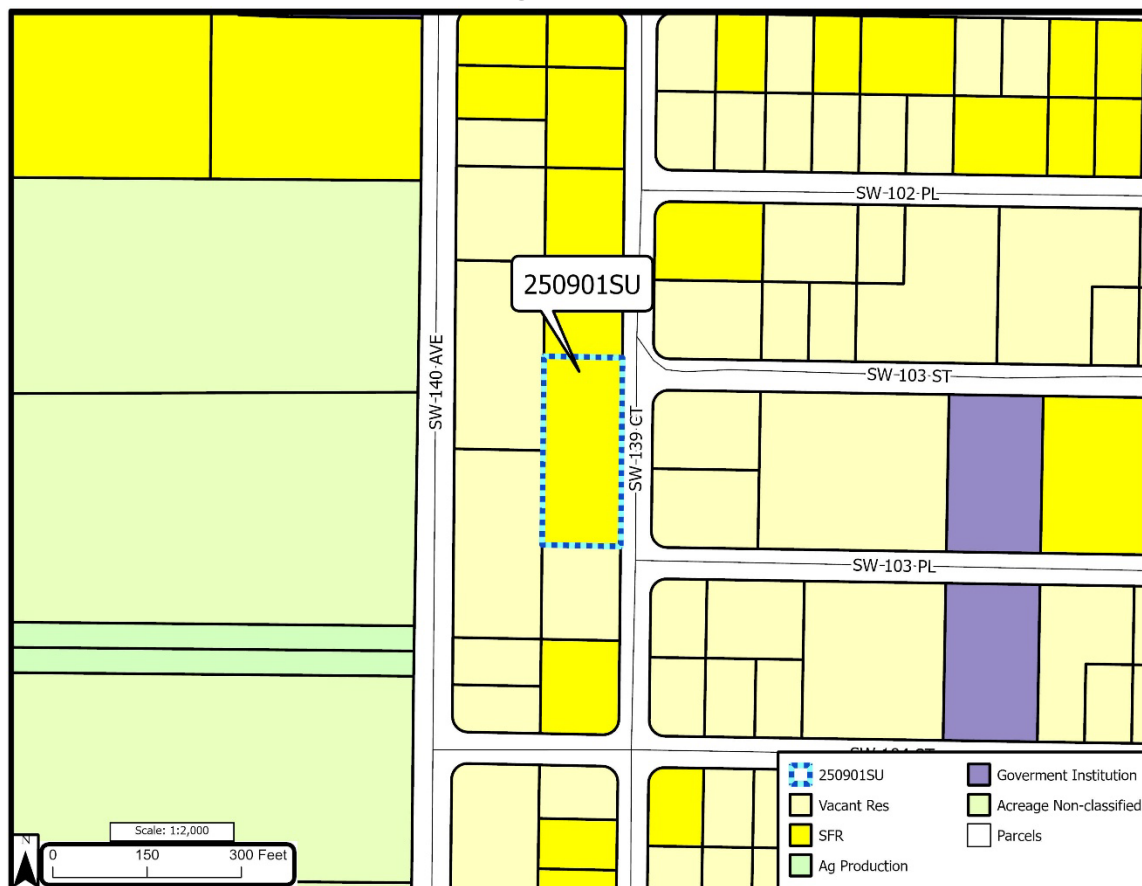 SW-102-PL
250901SU
SW-140-AVE
SW-103-ST
SW-139-CT
SW-103-PL
250901SU
Vacant Res
SFR
Ag Production
Goverment Institution
Acreage Non-classified
Parcels
N
Scale: 1:2,000
0 150 300 Feet